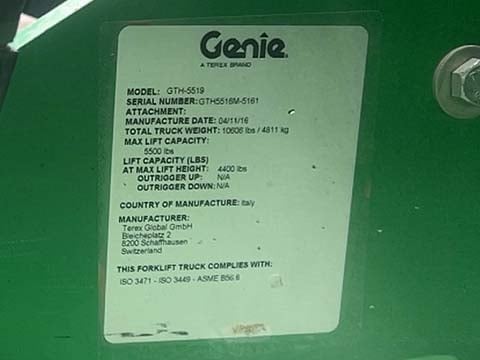 Genie
A TEREX BRAND
MODEL: GTH-5519
SERIAL NUMBER: GTH5516M-5161
ATTACHMENT:
MANUFACTURE DATE: 04/11/16
TOTAL TRUCK WEIGHT: 10606 lbs / 4811 kg
MAX LIFT CAPACITY:
5500 lbs
LIFT CAPACITY (LBS)
AT MAX LIFT HEIGHT: 4400 lbs
OUTRIGGER UP: N/A
OUTRIGGER DOWN: N/A
COUNTRY OF MANUFACTURE: Italy
MANUFACTURER:
Terex Global GmbH
Bleicheplatz 2
8200 Schaffhausen
Switzerland
THIS FORKLIFT TRUCK COMPLIES WITH:
ISO 3471 - ISO 3449 - ASME B56.6